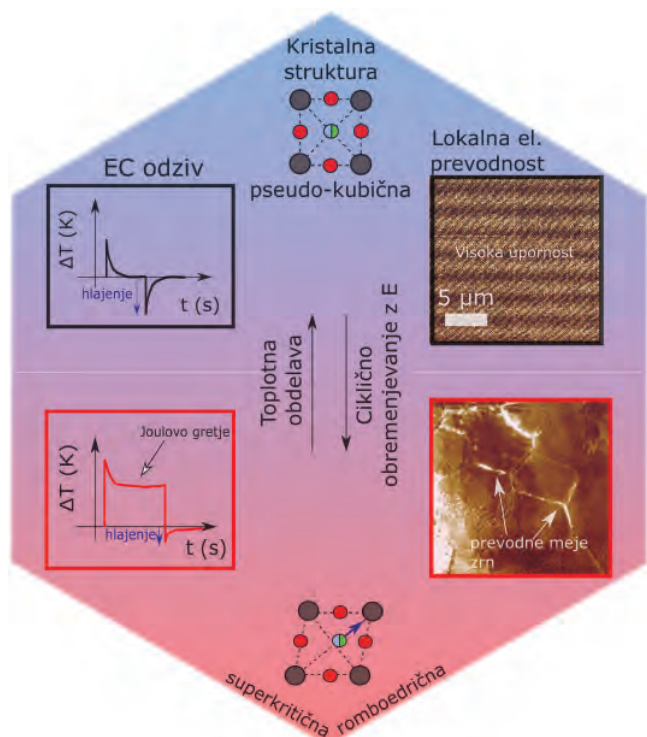 Kristalna
struktura
pseudo-kubična
EC odziv
ΔT (K)
hlajenje
t (s)
Lokalna el.
prevodnost
Visoka upornost
5 µm
Toplotna
obdelava
Ciklično
obremenjevanje z E
Joulovo gretje
ΔT (K)
hlajenje
t (s)
prevodne meje
zrn
superkritična romboedrična